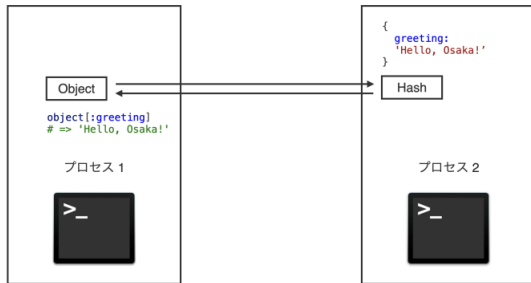 Object
object[:greeting]
# => 'Hello, Osaka!'
プロセス 1
>_
{
greeting:
'Hello, Osaka!’
}
Hash
プロセス 2
>_